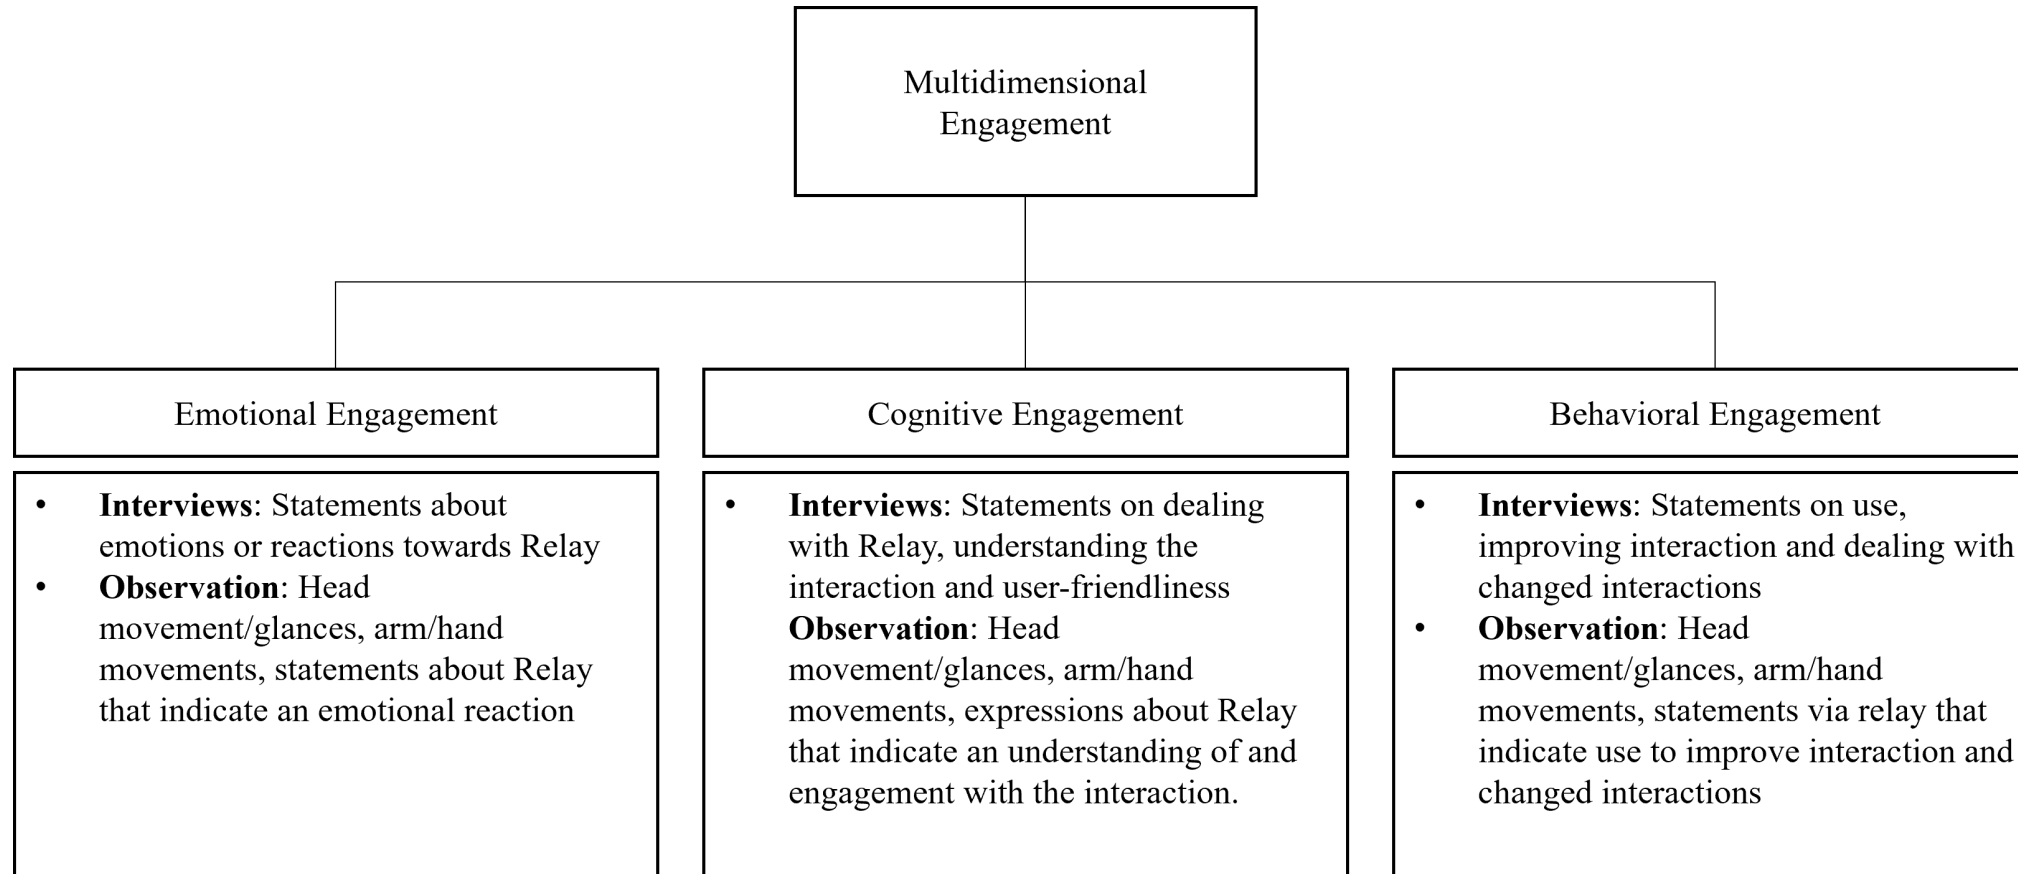 Multidimensional
Engagement
Emotional Engagement
• Interviews: Statements about
emotions or reactions towards Relay
• Observation: Head
movement/glances, arm/hand
movements, statements about Relay
that indicate an emotional reaction
Cognitive Engagement
• Interviews: Statements on dealing
with Relay, understanding the
interaction and user-friendliness
Observation: Head
movement/glances, arm/hand
movements, expressions about Relay
that indicate an understanding of and
engagement with the interaction.
Behavioral Engagement
• Interviews: Statements on use,
improving interaction and dealing with
changed interactions
• Observation: Head
movement/glances, arm/hand
movements, statements via relay that
indicate use to improve interaction and
changed interactions